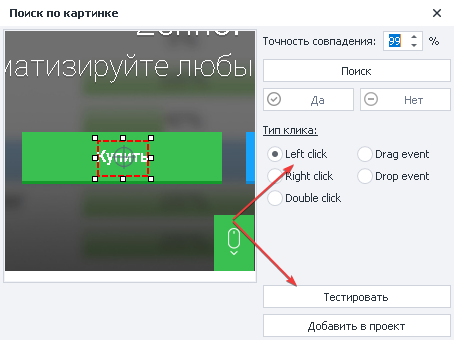 Поиск по картинке
матизируйте любы
Купить
Точность совпадения: 99 %
Поиск
Да
Нет
Тип клика:
Left click
Drag event
Right click
Drop event
Double click
Тестировать
Добавить в проект